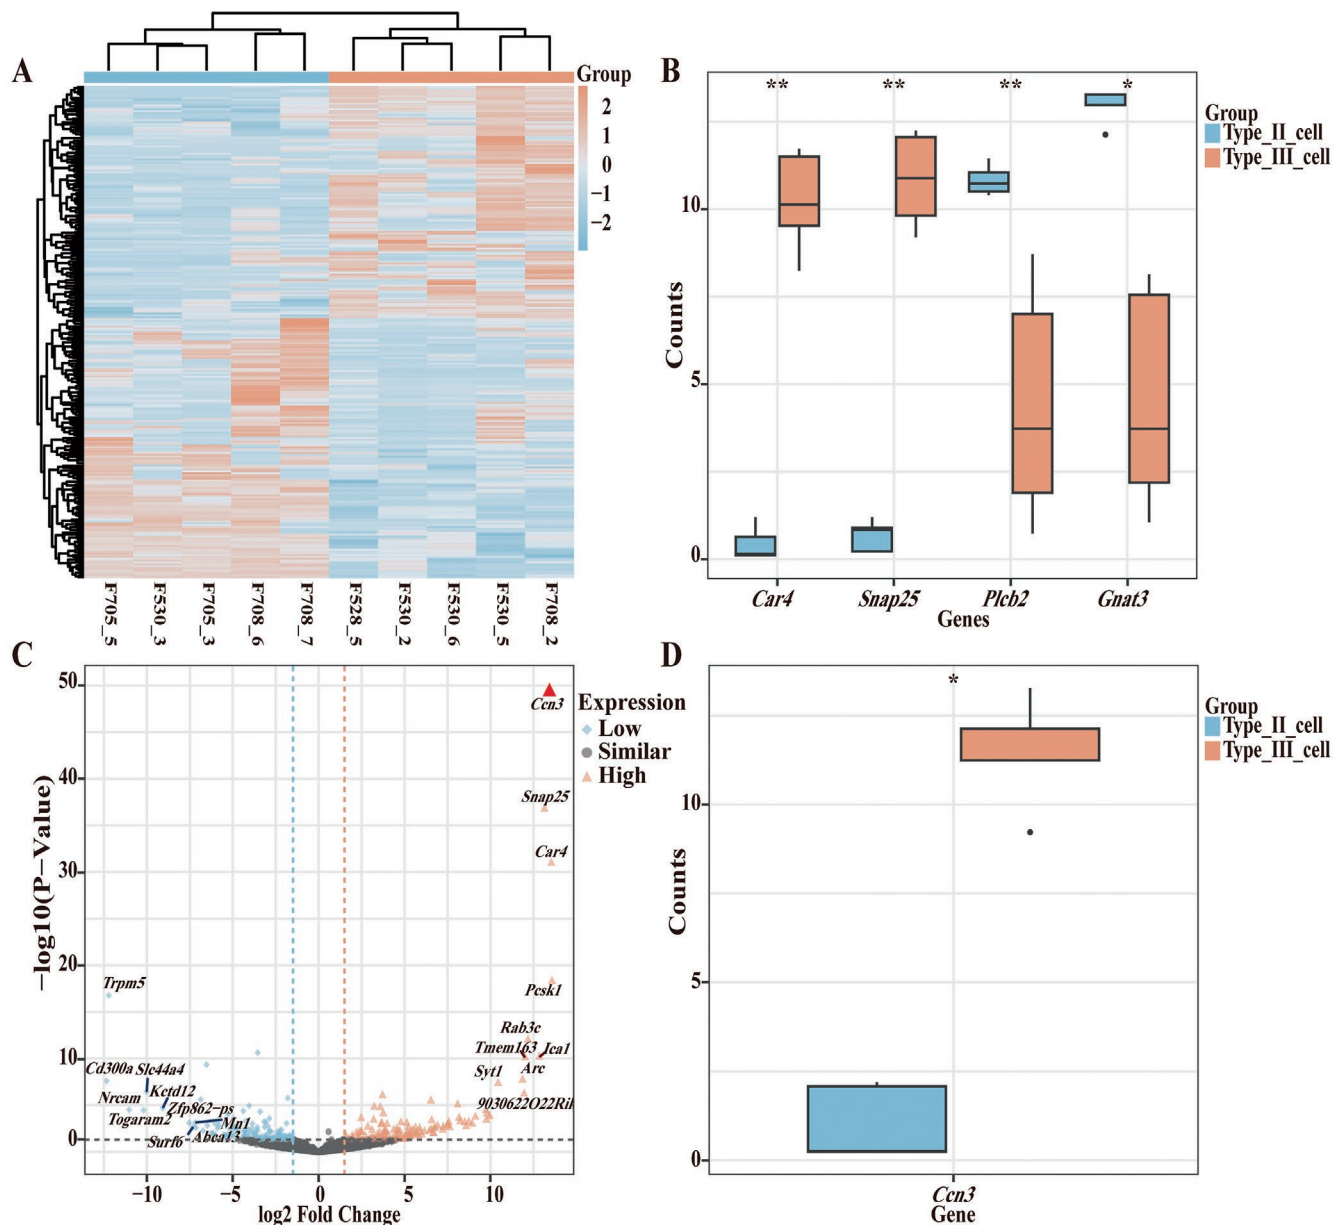 A
Group
2
1
0
−1
−2
F705_5
F530_3
F705_3
F708_6
F708_7
F528_5
F530_2
F530_6
F530_5
F708_2
B
** ** ** *
Counts
10
5
0
Car4 Snap25 Plcb2 Gnat3
Genes
Group
Type_II_cell
Type_III_cell
C
−log10(P−Value)
50
40
30
20
10
0
Ccn3
Snap25
Car4
Pcsk1
Rab3c
Tmem163 Ica1
Syt1 Arc
9030622O22Rik
Trpm5
Cd300a Slc44a4
Nrcam Kctd12
Zfp862-ps
Togaram2 Mn1
Surf6 Abca13
−10 −5 0 5 10
log2 Fold Change
Expression
Low
Similar
High
D
*
Counts
10
5
0
Ccn3
Gene
Group
Type_II_cell
Type_III_cell